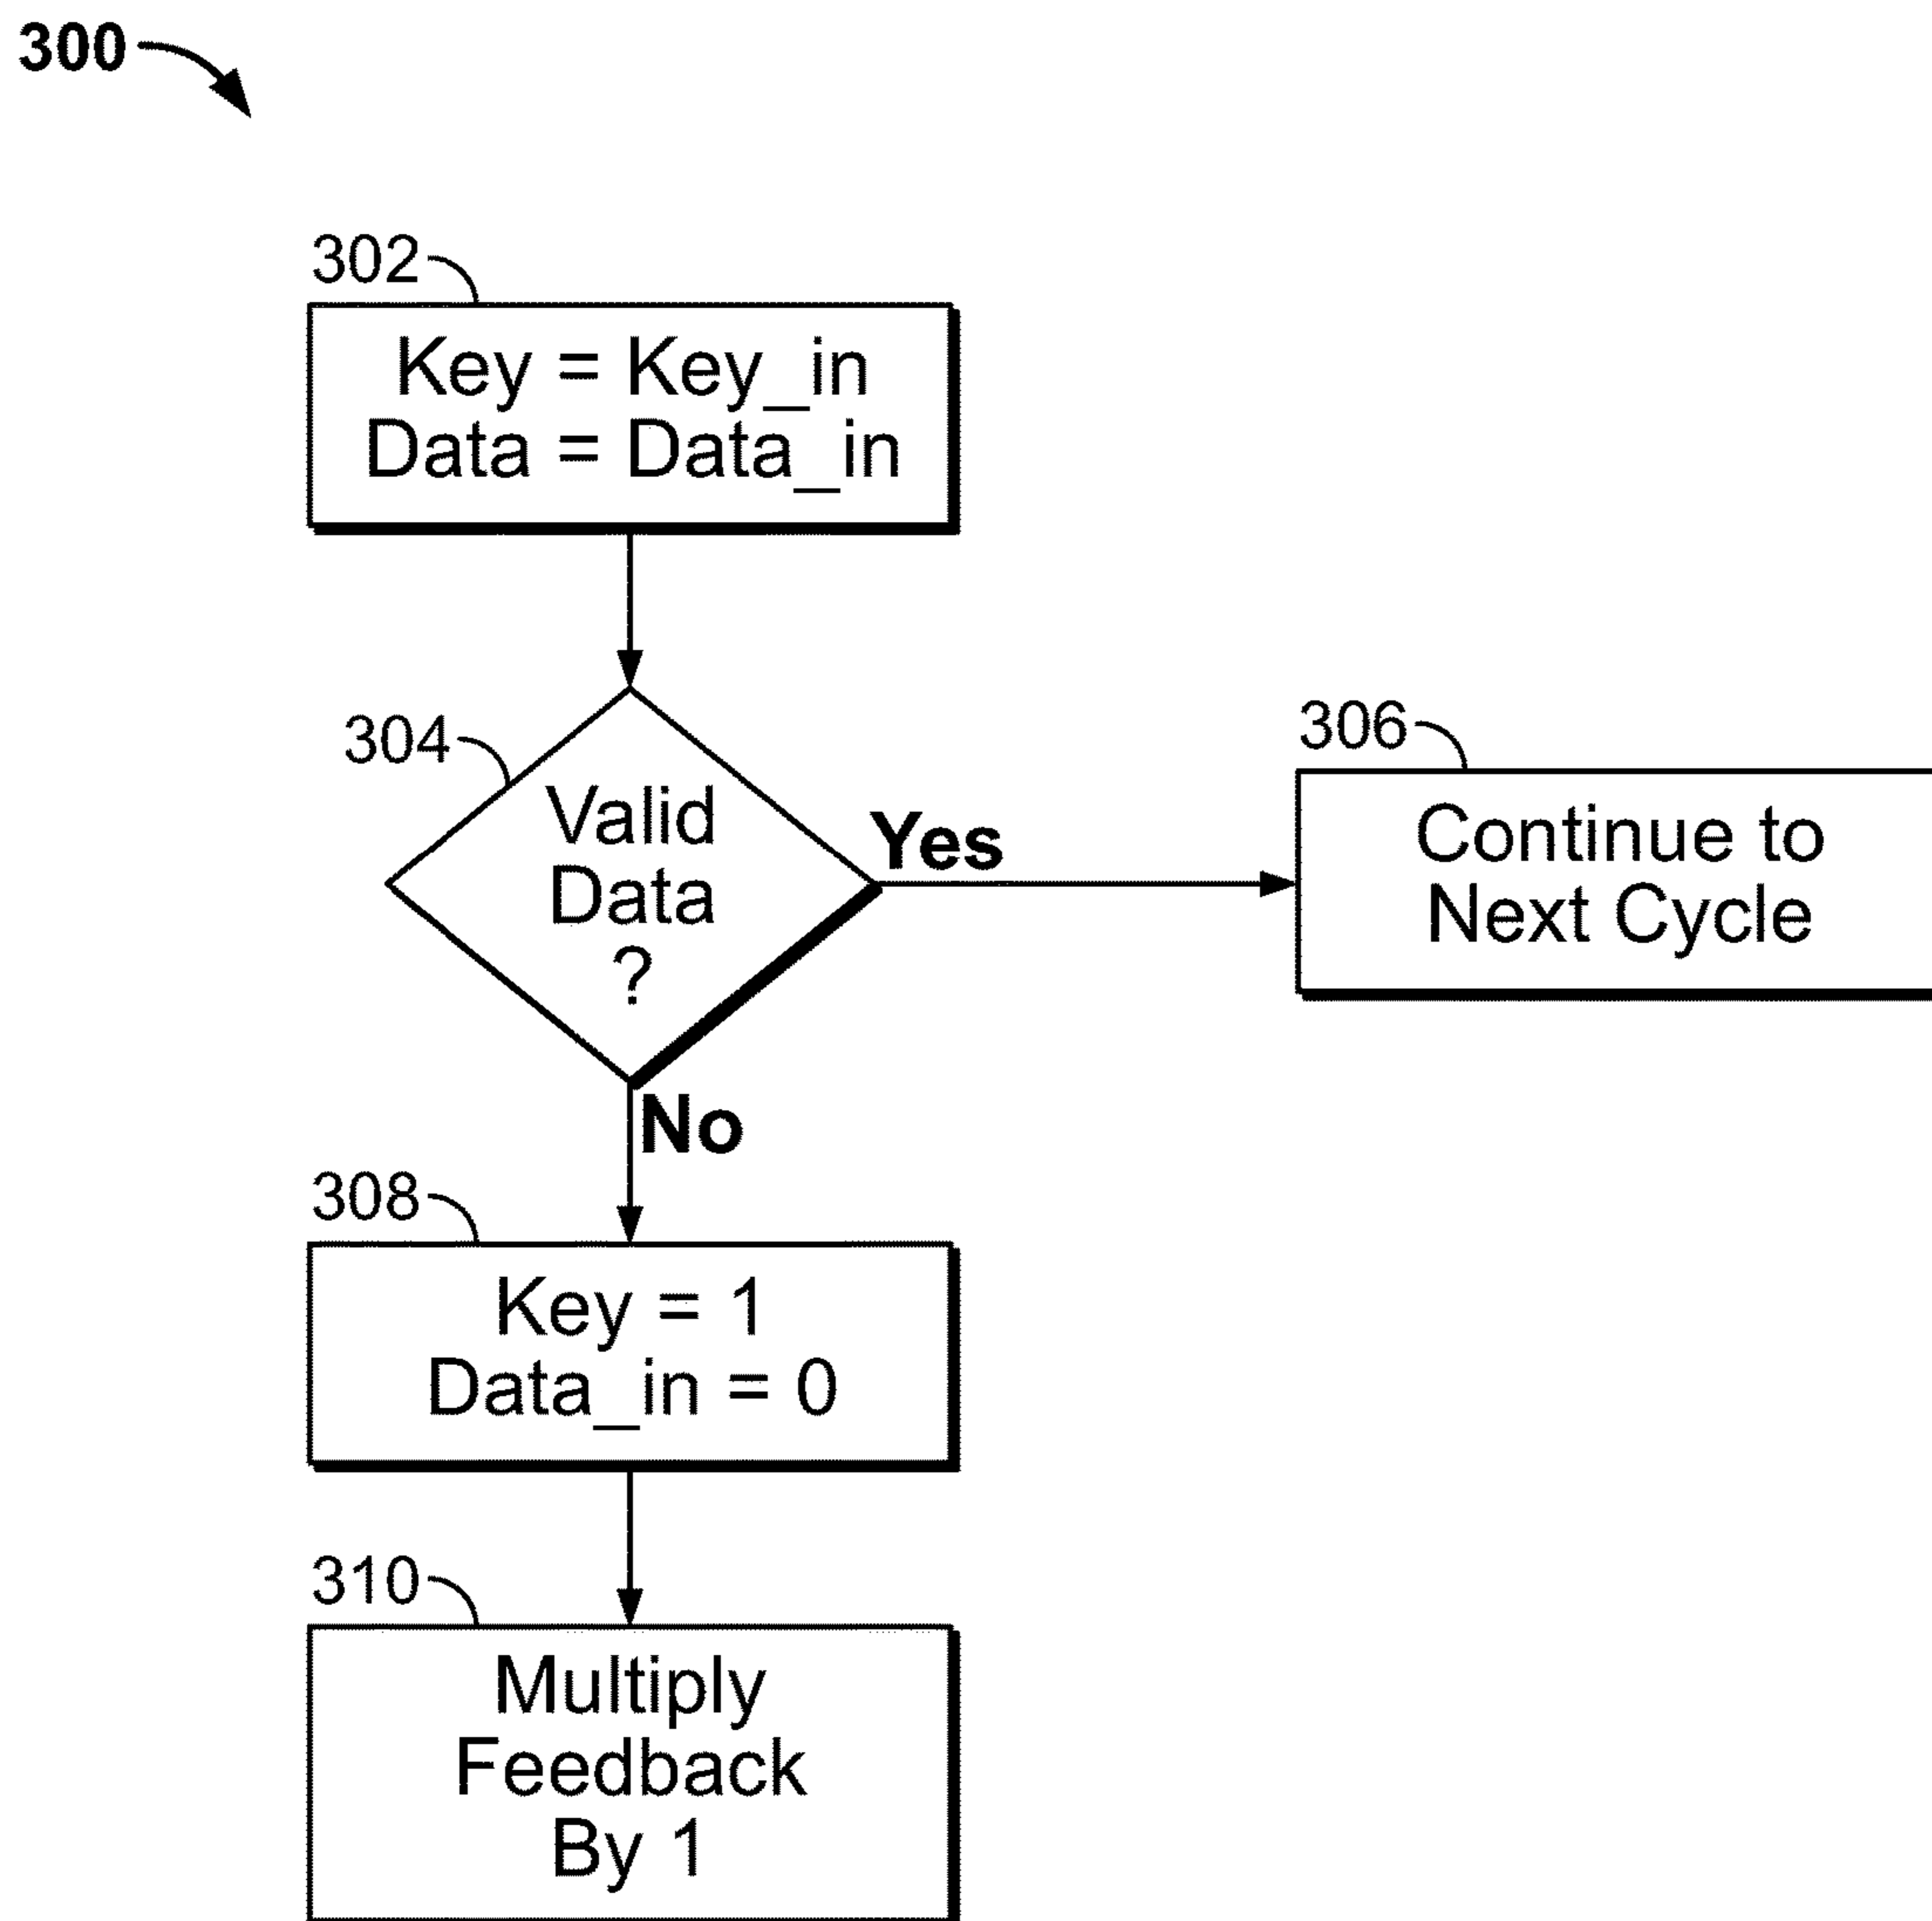 300
302
Key = Key_in
Data = Data_in
304
Valid
Data
?
Yes
306
Continue to
Next Cycle
No
308
Key = 1
Data_in = 0
310
Multiply
Feedback
By 1